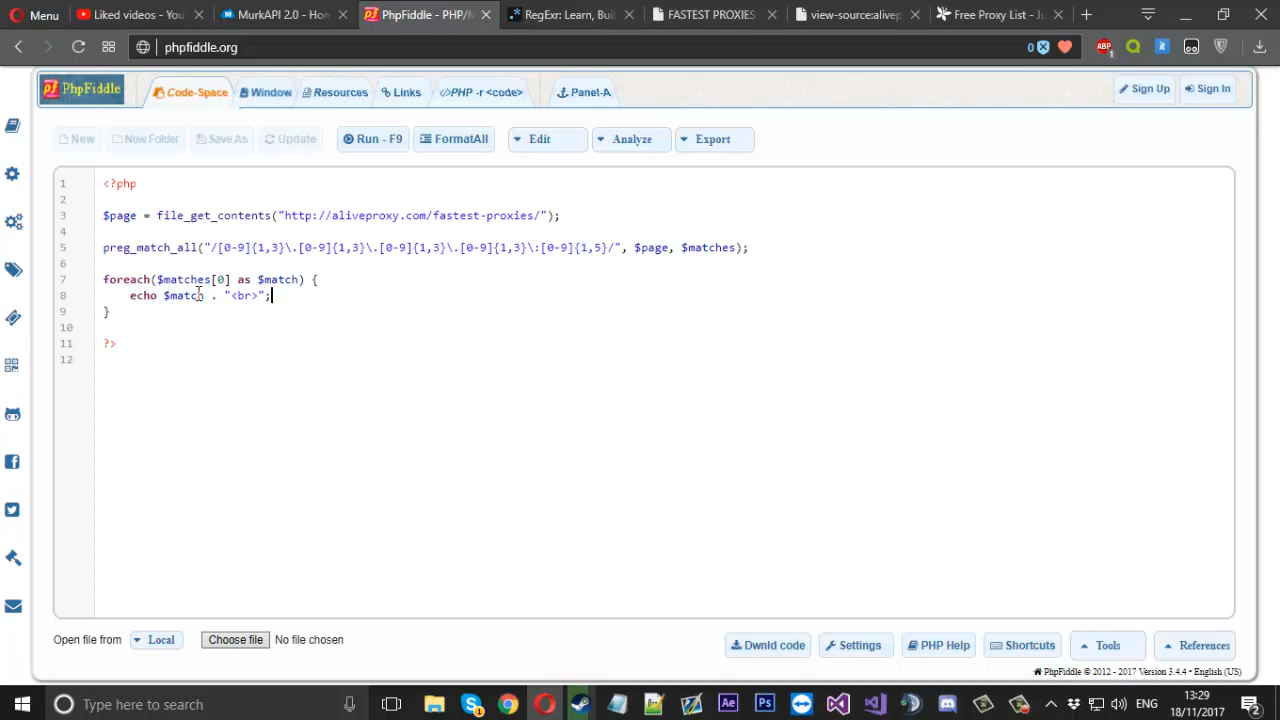 Menu
Liked videos - You
MurkAPI 2.0 - Hom
PhpFiddle - PHP/M
RegExr: Learn, Buil
FASTEST PROXIES
view-source:alivep
Free Proxy List - Ju
phpfiddle.org
0
1
PhpFiddle
Code-Space
Window
Resources
Links
</>PHP -r <code>
Panel-A
Sign Up
Sign In
New
New Folder
Save As
Update
Run - F9
FormatAll
Edit
Analyze
Export
1 <?php
2
3 $page = file_get_contents("http://aliveproxy.com/fastest-proxies/");
4
5 preg_match_all("/[0-9]{1,3}\.[0-9]{1,3}\.[0-9]{1,3}\.[0-9]{1,3}\:[0-9]{1,5}/", $page, $matches);
6
7 foreach($matches[0] as $match) {
8 echo $match . "<br>";
9 }
10
11 ?>
12
Open file from
Local
Choose file
No file chosen
Dwnld code
Settings
PHP Help
Shortcuts
Tools
References
PhpFiddle © 2012 - 2017 Version 3.4.4 • English (US)
Type here to search
Ae
Ps
13:29
18/11/2017
2